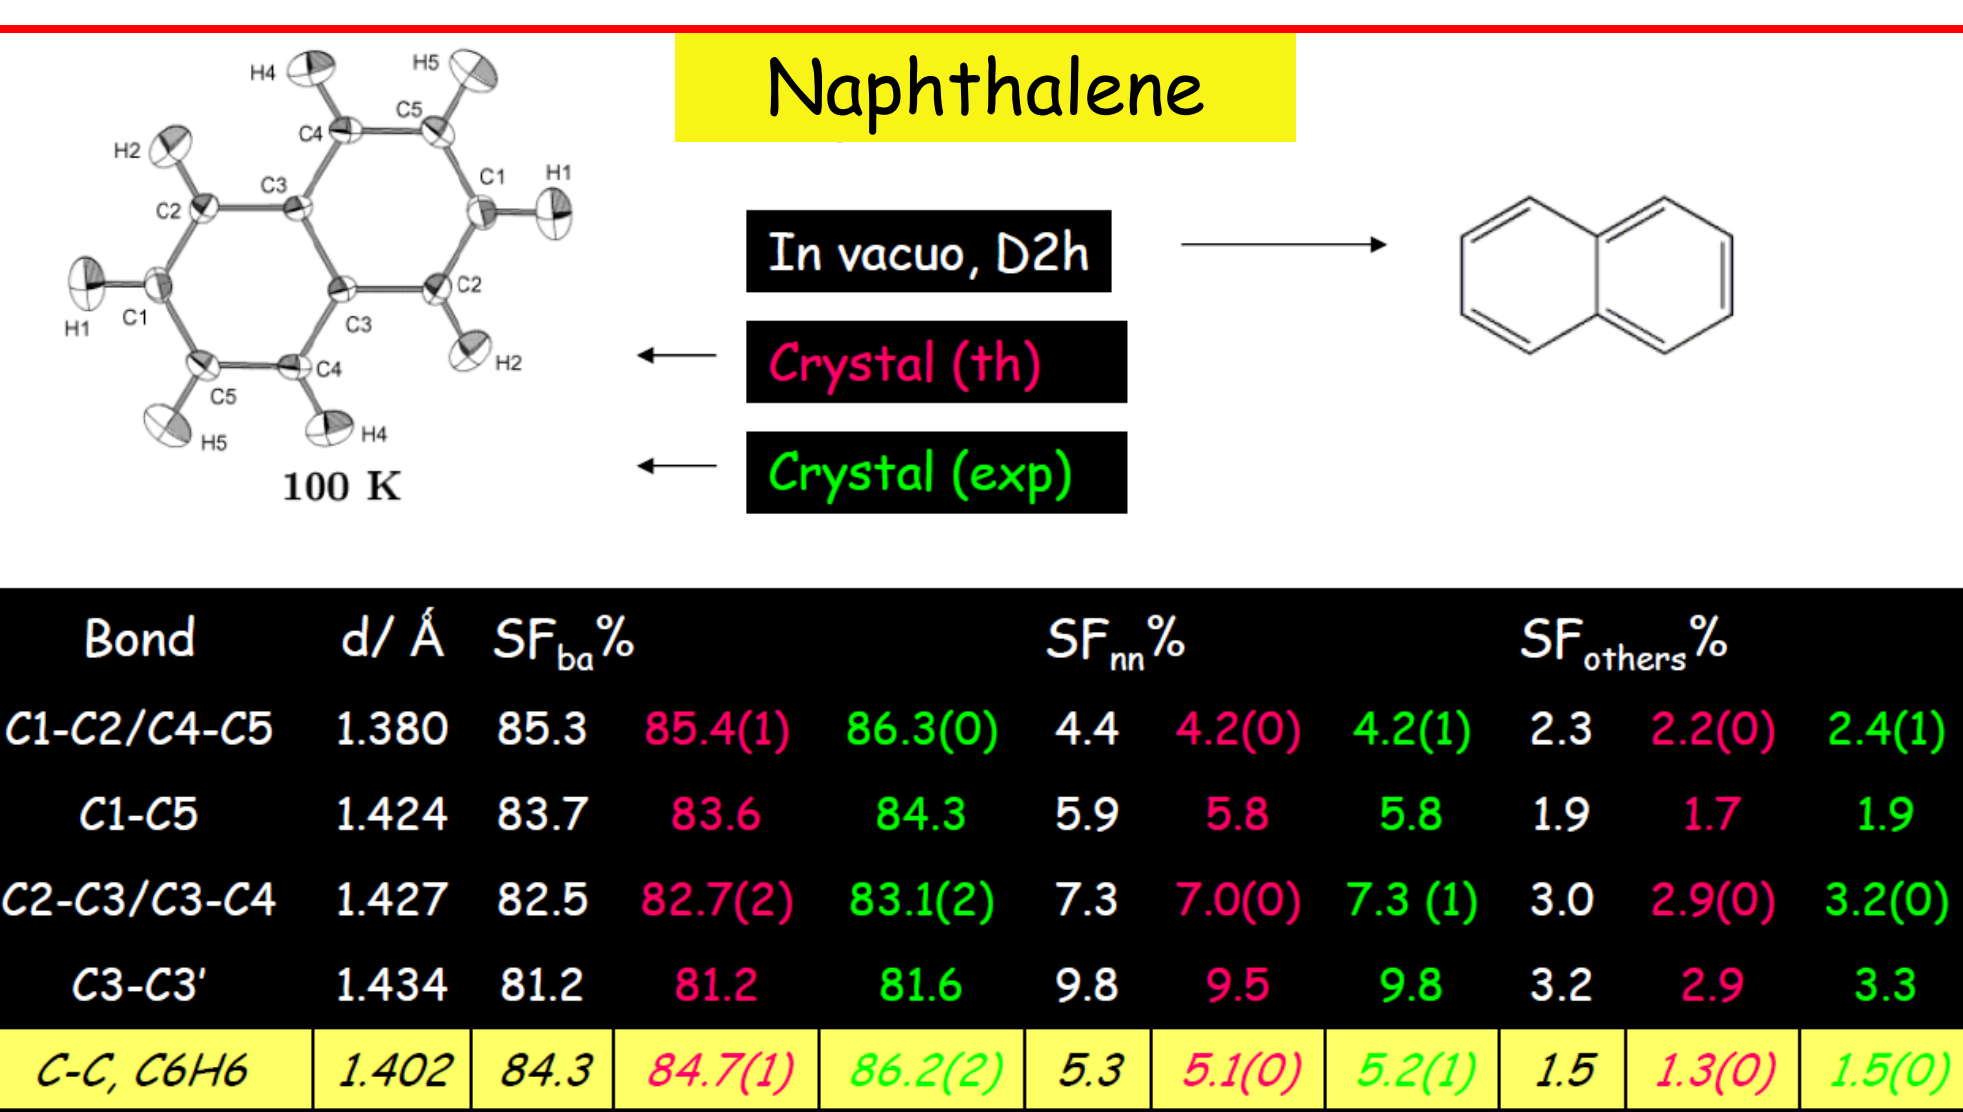 Naphthalene
H4
H5
C5
C4
H2
C1
H1
C3
C2
C2
H1
C1
C3
H2
C4
C5
H4
H5
100 K
In vacuo, D2h
Crystal (th)
Crystal (exp)
Bond d/ Å SFba% SFnn% SFothers%
C1-C2/C4-C5 1.380 85.3 85.4(1) 86.3(0) 4.4 4.2(0) 4.2(1) 2.3 2.2(0) 2.4(1)
C1-C5 1.424 83.7 83.6 84.3 5.9 5.8 5.8 1.9 1.7 1.9
C2-C3/C3-C4 1.427 82.5 82.7(2) 83.1(2) 7.3 7.0(0) 7.3 (1) 3.0 2.9(0) 3.2(0)
C3-C3' 1.434 81.2 81.2 81.6 9.8 9.5 9.8 3.2 2.9 3.3
C-C, C6H6 1.402 84.3 84.7(1) 86.2(2) 5.3 5.1(0) 5.2(1) 1.5 1.3(0) 1.5(0)